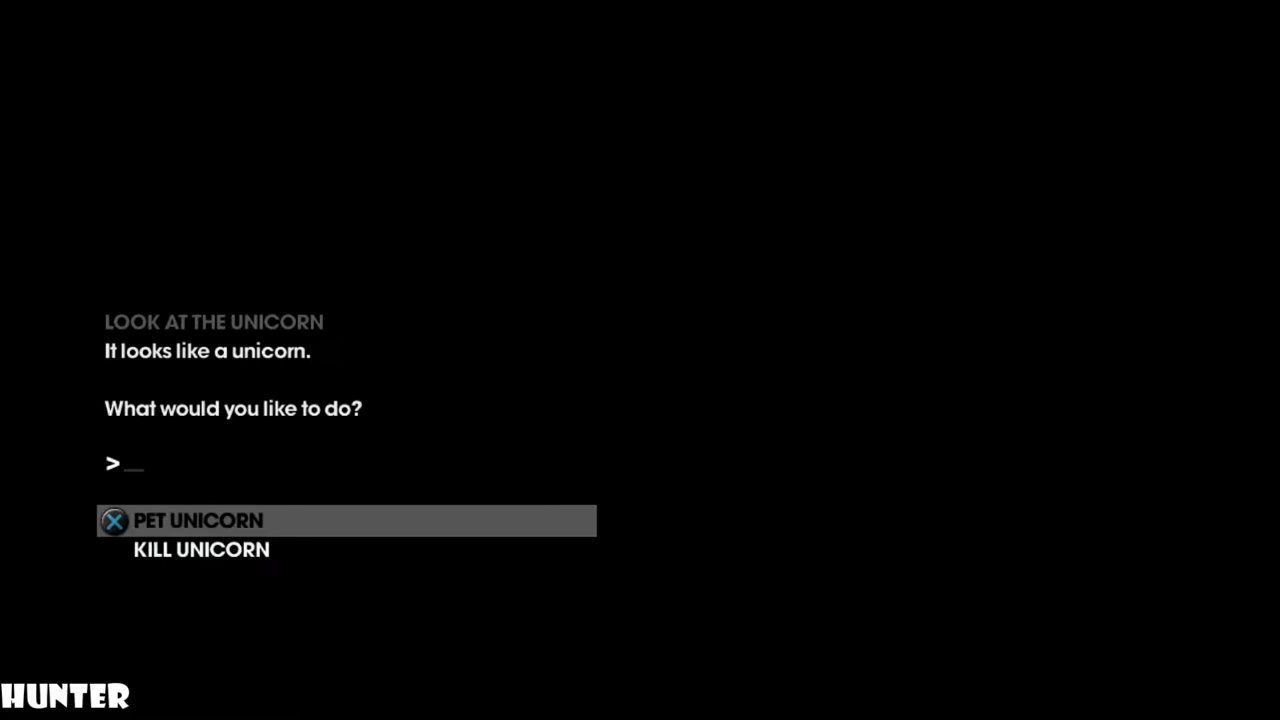 LOOK AT THE UNICORN
It looks like a unicorn.
What would you like to do?
>__
PET UNICORN
KILL UNICORN
HUNTER